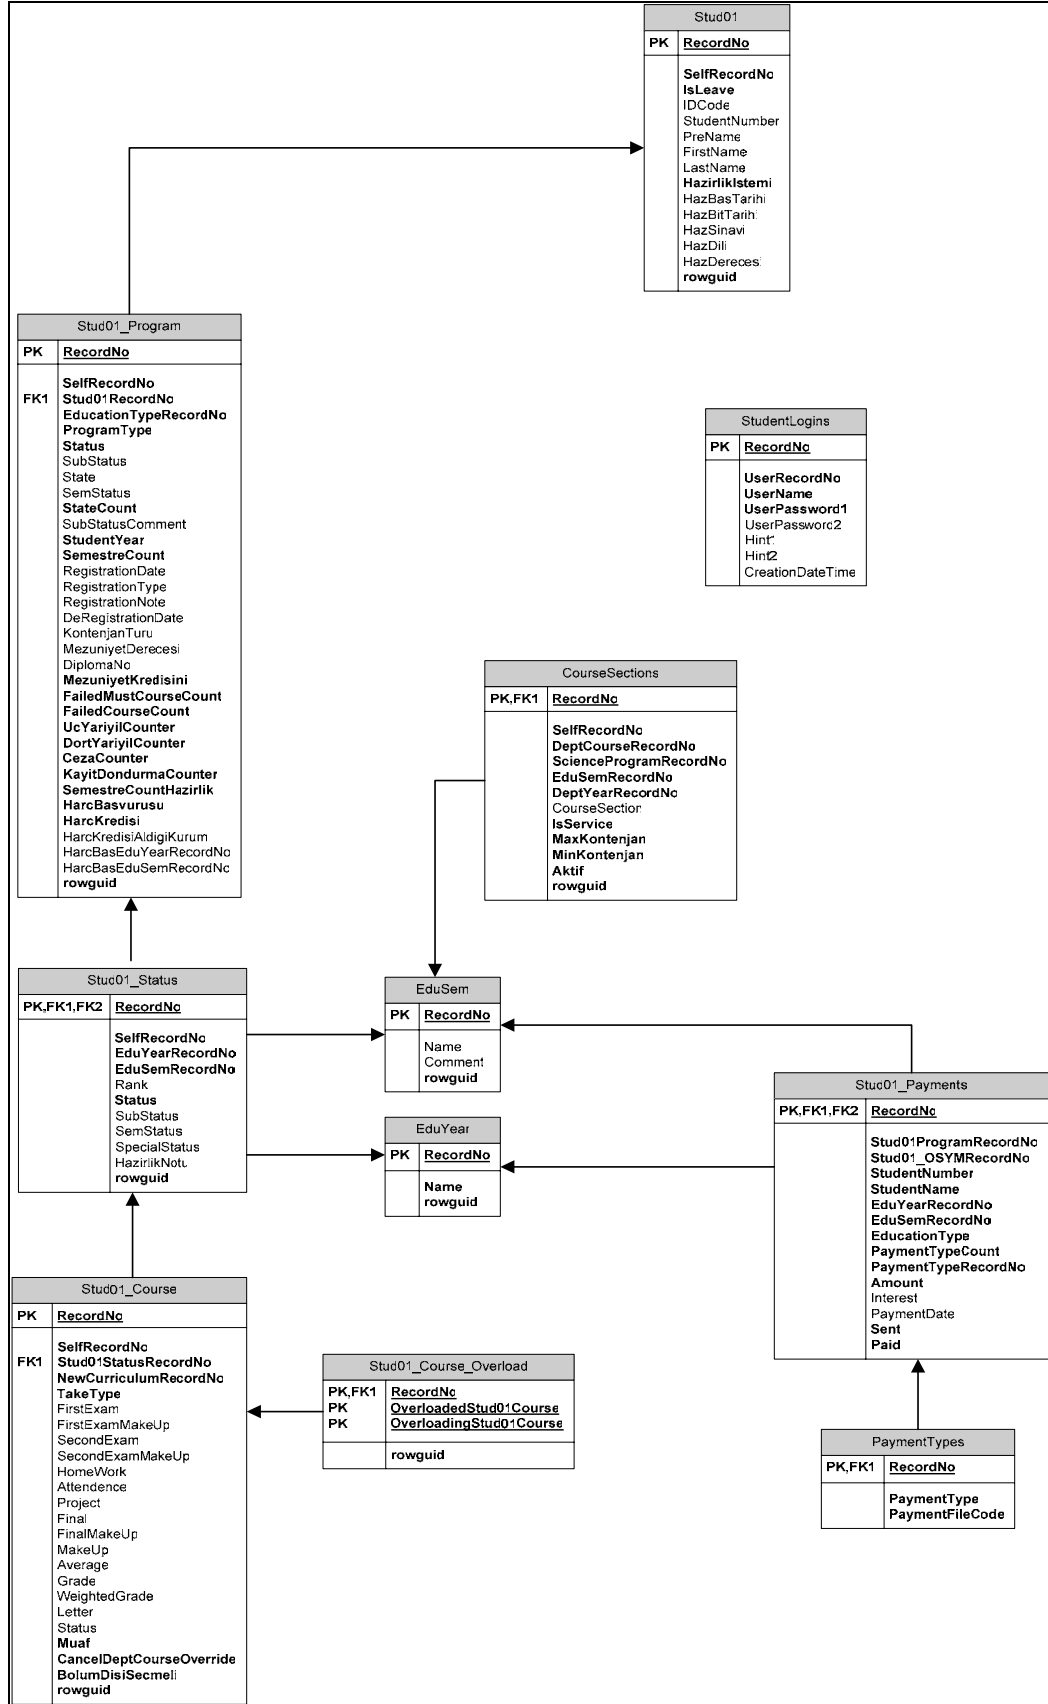 Stud01
PK RecordNo
SelfRecordNo
IsLeave
IDCode
StudentNumber
PreName
FirstName
LastName
HazirlikIstemi
HazBasTarihi
HazBitTarihi
HazSinavi
HazDili
HazDerecesi
rowguid
Stud01_Program
PK RecordNo
SelfRecordNo
FK1 Stud01RecordNo
EducationTypeRecordNo
ProgramType
Status
SubStatus
State
SemStatus
StateCount
SubStatusComment
StudentYear
SemestreCount
RegistrationDate
RegistrationType
RegistrationNote
DeRegistrationDate
KontenjanTuru
MezuniyetDerecesi
DiplomaNo
MezuniyetKredisini
FailedMustCourseCount
FailedCourseCount
UcYariyilCounter
DortYariyilCounter
CezaCounter
KayitDondurmaCounter
SemestreCountHazirlik
HarcBasvurusu
HarcKredisi
HarcKredisiAldigiKurum
HarcBasEduYearRecordNo
HarcBasEduSemRecordNo
rowguid
StudentLogins
PK RecordNo
UserRecordNo
UserName
UserPassword1
UserPassword2
Hint1
Hint2
CreationDateTime
CourseSections
PK,FK1 RecordNo
SelfRecordNo
DeptCourseRecordNo
ScienceProgramRecordNo
EduSemRecordNo
DeptYearRecordNo
CourseSection
IsService
MaxKontenjan
MinKontenjan
Aktif
rowguid
Stud01_Status
PK,FK1,FK2 RecordNo
SelfRecordNo
EduYearRecordNo
EduSemRecordNo
Rank
Status
SubStatus
SemStatus
SpecialStatus
HazirlikNotu
rowguid
EduSem
PK RecordNo
Name
Comment
rowguid
EduYear
PK RecordNo
Name
rowguid
Stud01_Payments
PK,FK1,FK2 RecordNo
Stud01ProgramRecordNo
Stud01_OSYMRecordNo
StudentNumber
StudentName
EduYearRecordNo
EduSemRecordNo
EducationType
PaymentTypeCount
PaymentTypeRecordNo
Amount
Interest
PaymentDate
Sent
Paid
Stud01_Course
PK RecordNo
SelfRecordNo
FK1 Stud01StatusRecordNo
NewCurriculumRecordNo
TakeType
FirstExam
FirstExamMakeUp
SecondExam
SecondExamMakeUp
HomeWork
Attendence
Project
Final
FinalMakeUp
MakeUp
Average
Grade
WeightedGrade
Letter
Status
Muaf
CancelDeptCourseOverride
BolumDisiSecmeli
rowguid
Stud01_Course_Overload
PK,FK1 RecordNo
PK OverloadedStud01Course
PK OverloadingStud01Course
rowguid
PaymentTypes
PK,FK1 RecordNo
PaymentType
PaymentFileCode